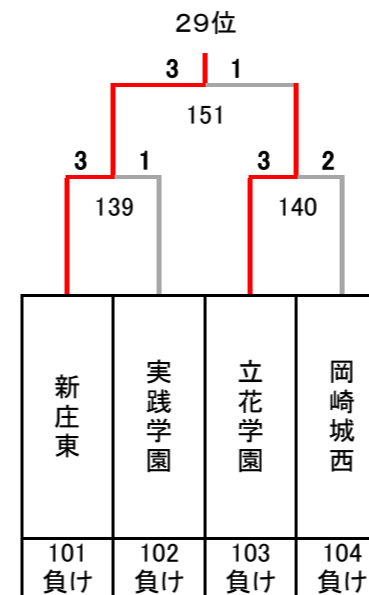 29位
3 1
151
3 1 3 2
139 140
新庄東 実践学園 立花学園 岡崎城西
101 102 103 104
負け 負け 負け 負け